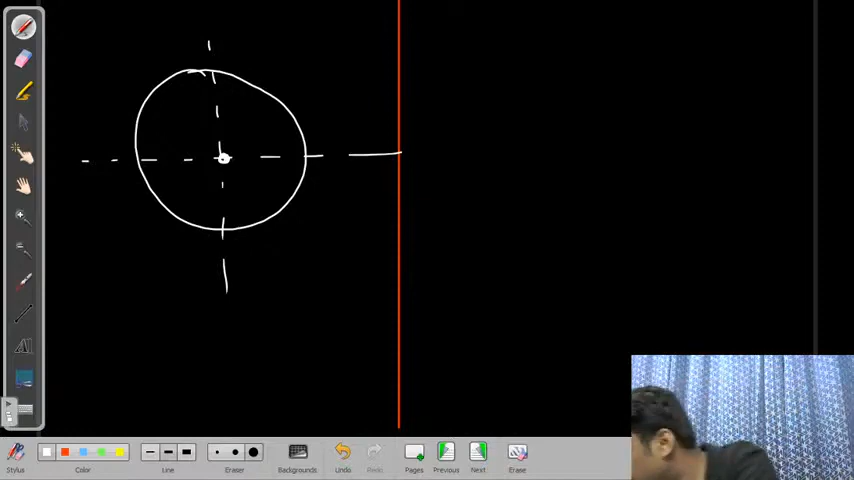 Stylus
Color
Line
Eraser
Backgrounds
Undo
Redo
Pages
Previous
Next
Erase